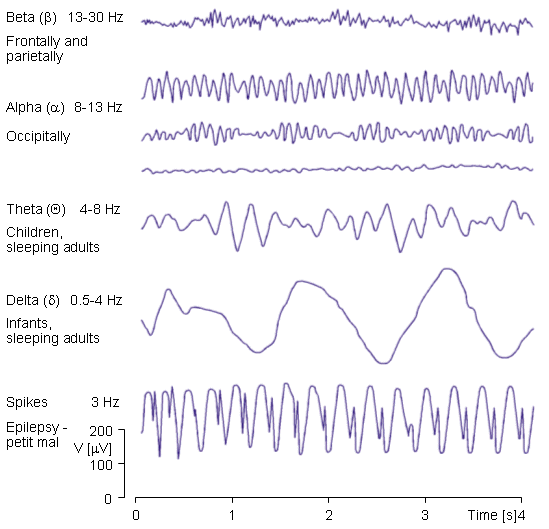 Beta (β) 13-30 Hz
Frontally and
parietally
Alpha (α) 8-13 Hz
Occipitally
Theta (Θ) 4-8 Hz
Children,
sleeping adults
Delta (δ) 0.5-4 Hz
Infants,
sleeping adults
Spikes 3 Hz
Epilepsy -
petit mal
200
V [µV]
100
0
0 1 2 3 Time [s]4